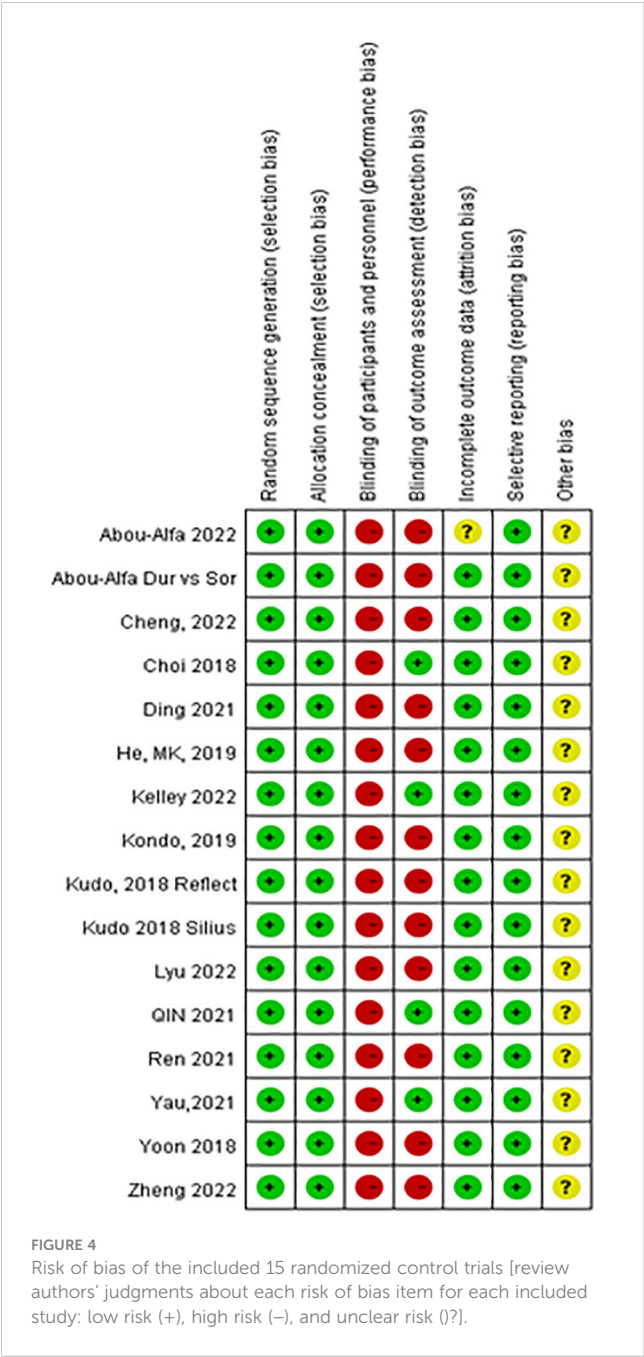 Random sequence generation (selection bias)
Allocation concealment (selection bias)
Blinding of participants and personnel (performance bias)
Blinding of outcome assessment (detection bias)
Incomplete outcome data (attrition bias)
Selective reporting (reporting bias)
Other bias
Abou-Alfa 2022 + + - - ? + ?
Abou-Alfa Dur vs Sor + + - - + + ?
Cheng, 2022 + + - - + + ?
Choi 2018 + + - + + + ?
Ding 2021 + + - - + + ?
He, MK, 2019 + + - - + + ?
Kelley 2022 + + - + + + ?
Kondo, 2019 + + - - + + ?
Kudo, 2018 Reflect + + - - + + ?
Kudo 2018 Silius + + - - + + ?
Lyu 2022 + + - - + + ?
QIN 2021 + + - + + + ?
Ren 2021 + + - - + + ?
Yau,2021 + + - + + + ?
Yoon 2018 + + - - + + ?
Zheng 2022 + + - - + + ?
FIGURE 4
Risk of bias of the included 15 randomized control trials [review
authors’ judgments about each risk of bias item for each included
study: low risk (+), high risk (–), and unclear risk ()?].